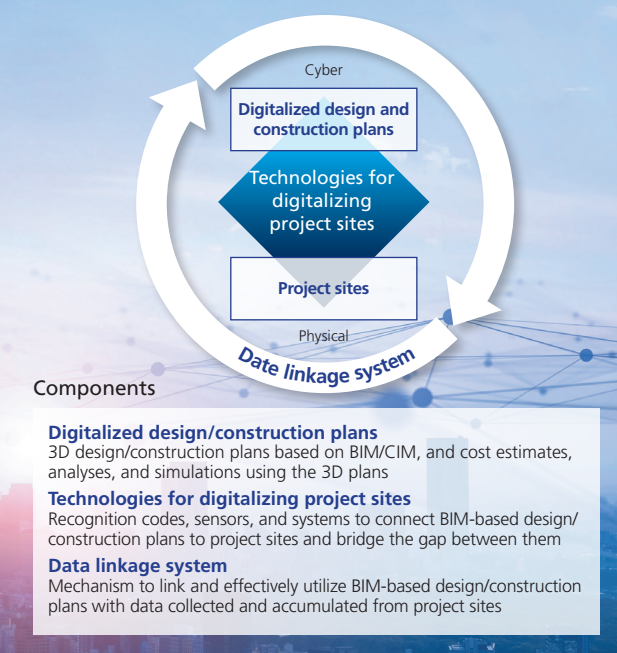 Cyber
Digitalized design and
construction plans
Technologies for
digitalizing
project sites
Project sites
Physical
Date linkage system
Components
Digitalized design/construction plans
3D design/construction plans based on BIM/CIM, and cost estimates,
analyses, and simulations using the 3D plans
Technologies for digitalizing project sites
Recognition codes, sensors, and systems to connect BIM-based design/
construction plans to project sites and bridge the gap between them
Data linkage system
Mechanism to link and effectively utilize BIM-based design/construction
plans with data collected and accumulated from project sites